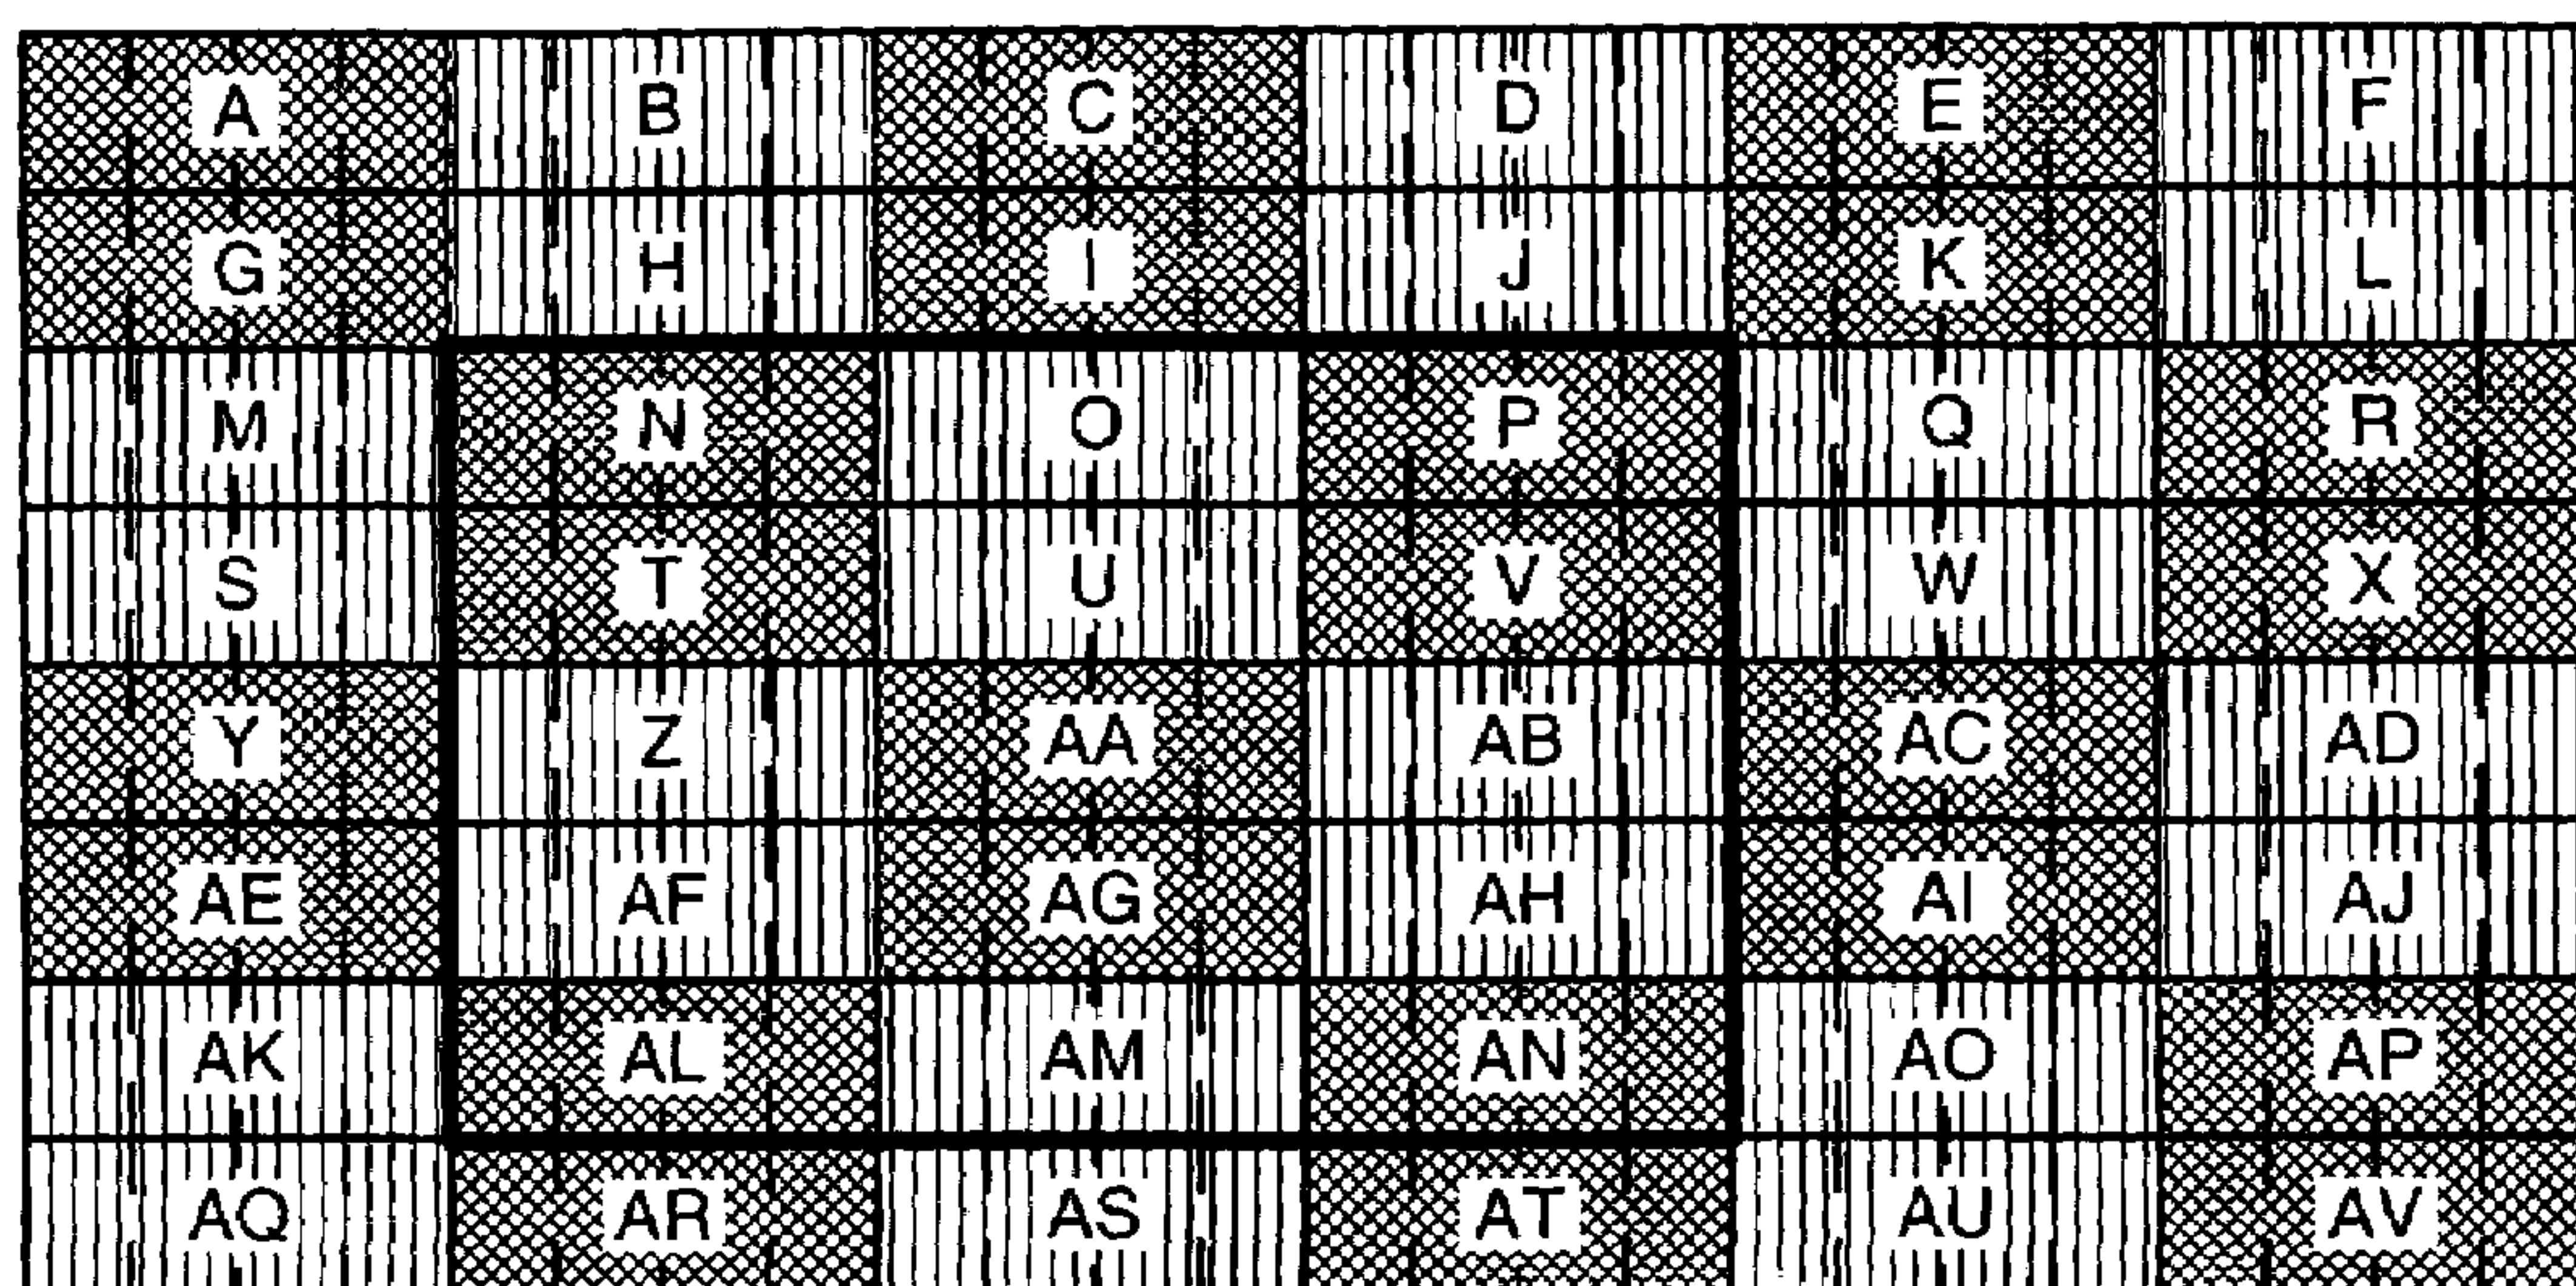 A B C D E F
G H I J K L
M N O P Q R
S T U V W X
Y Z AA AB AC AD
AE AF AG AH AI AJ
AK AL AM AN AO AP
AQ AR AS AT AU AV